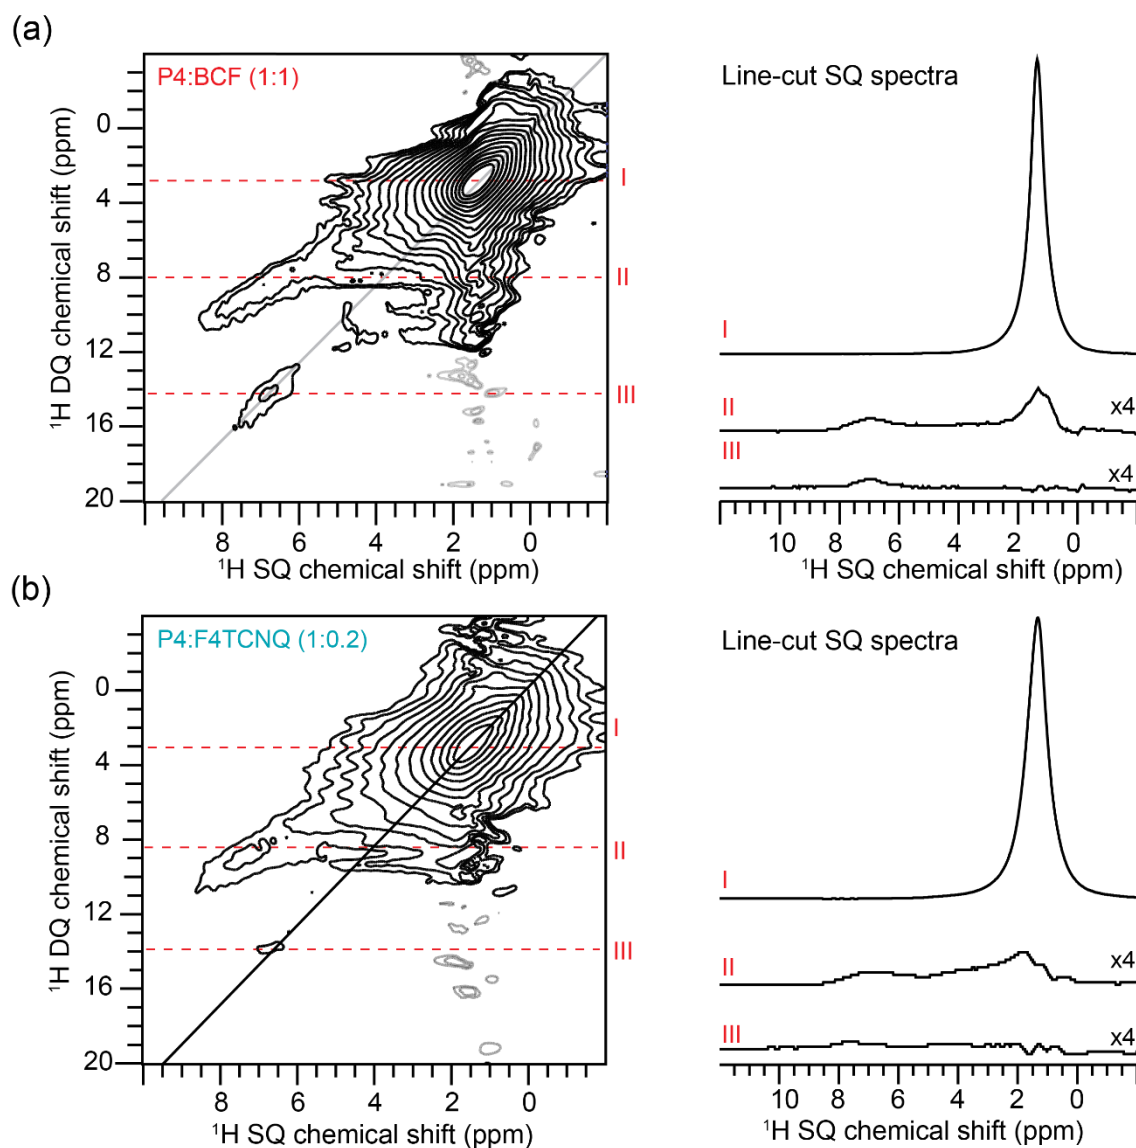 (a)
P4:BCF (1:1)
Line-cut SQ spectra
¹H DQ chemical shift (ppm)
0
4
8
12
16
20
I
II
III
8 6 4 2 0
¹H SQ chemical shift (ppm)
I
II x4
III x4
10 8 6 4 2 0
¹H SQ chemical shift (ppm)
(b)
P4:F4TCNQ (1:0.2)
Line-cut SQ spectra
¹H DQ chemical shift (ppm)
0
4
8
12
16
20
I
II
III
8 6 4 2 0
¹H SQ chemical shift (ppm)
I
II x4
III x4
10 8 6 4 2 0
¹H SQ chemical shift (ppm)